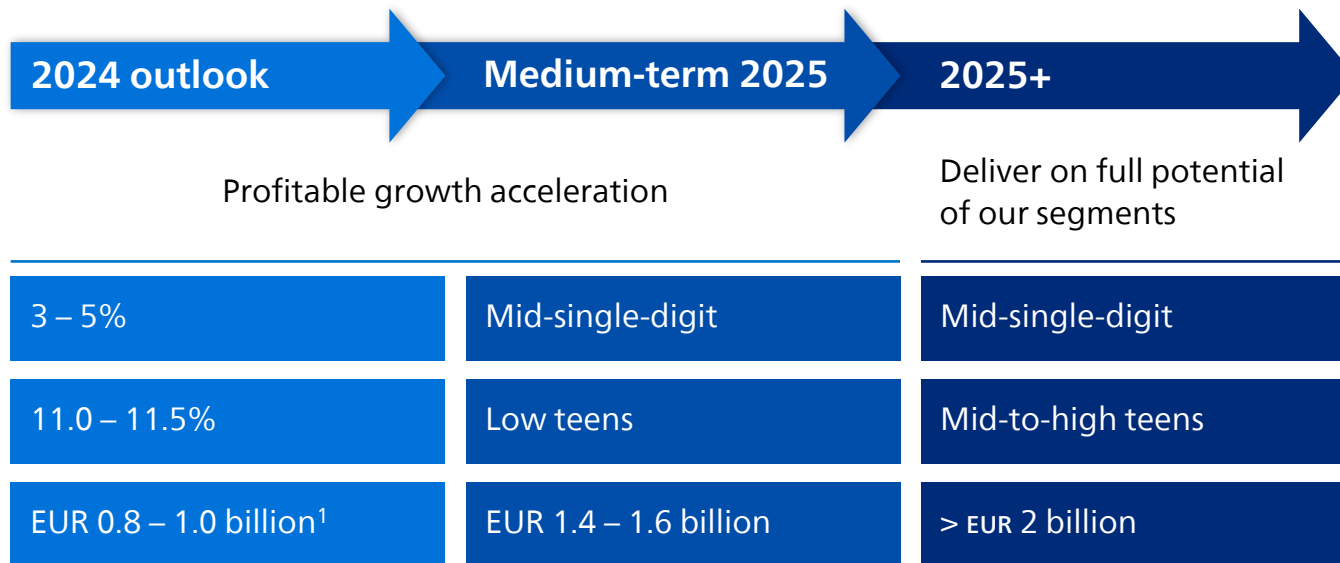 2024 outlook
Medium-term 2025
2025+
Profitable growth acceleration
Deliver on full potential
of our segments
3 – 5%
Mid-single-digit
Mid-single-digit
11.0 – 11.5%
Low teens
Mid-to-high teens
EUR 0.8 – 1.0 billion¹
EUR 1.4 – 1.6 billion
> EUR 2 billion